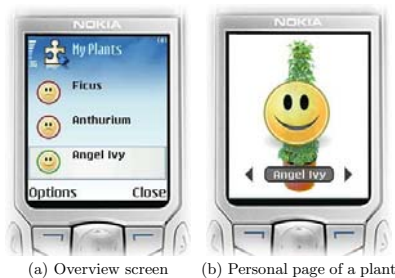 NOKIA
My Plants
Ficus
Anthurium
Angel Ivy
Options Close
(a) Overview screen
NOKIA
Angel Ivy
(b) Personal page of a plant